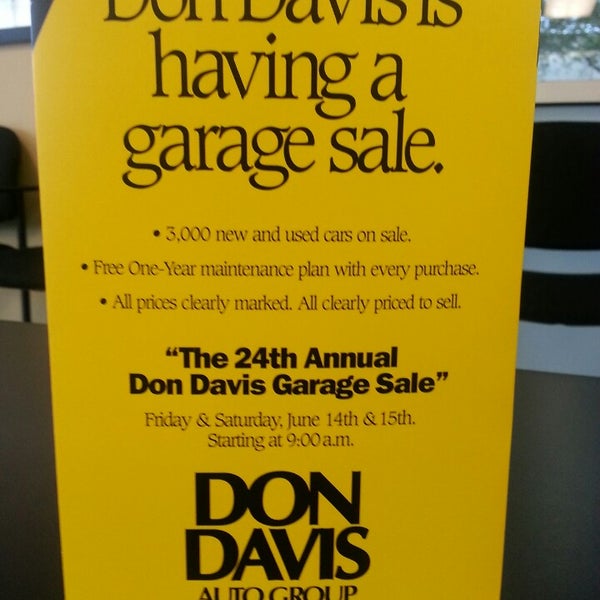 Don Davis is
having a
garage sale.
• 3,000 new and used cars on sale.
• Free One-Year maintenance plan with every purchase.
• All prices clearly marked. All clearly priced to sell.
“The 24th Annual
Don Davis Garage Sale”
Friday & Saturday, June 14th & 15th.
Starting at 9:00 a.m.
DON
DAVIS
AUTO GROUP